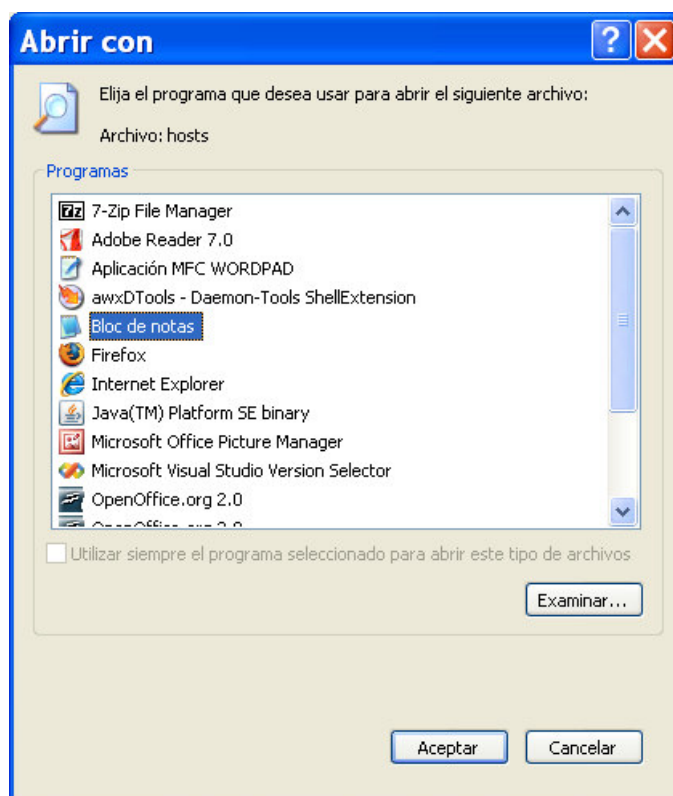 Abrir con
Elija el programa que desea usar para abrir el siguiente archivo:
Archivo: hosts
Programas
7-Zip File Manager
Adobe Reader 7.0
Aplicación MFC WORDPAD
awxDTools - Daemon-Tools ShellExtension
Bloc de notas
Firefox
Internet Explorer
Java(TM) Platform SE binary
Microsoft Office Picture Manager
Microsoft Visual Studio Version Selector
OpenOffice.org 2.0
Utilizar siempre el programa seleccionado para abrir este tipo de archivos
Examinar...
Aceptar
Cancelar